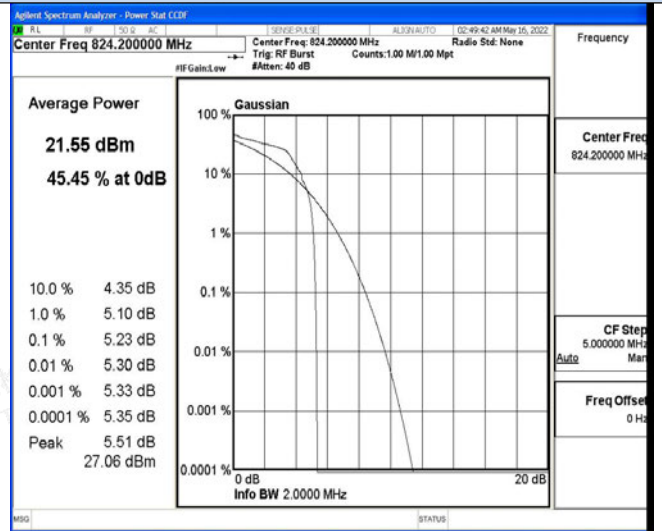 Agilent Spectrum Analyzer - Power Stat CCDF
RL RF 50 Ω AC SENSE:PULSE ALIGN AUTO 02:49:42 AM May 16, 2022
Center Freq 824.200000 MHz
Center Freq: 824.200000 MHz Radio Std: None
Trig: RF Burst Counts:1.00 M/1.00 Mpt
#IFGain:Low #Atten: 40 dB
Frequency
Average Power
21.55 dBm
45.45 % at 0dB
10.0 % 4.35 dB
1.0 % 5.10 dB
0.1 % 5.23 dB
0.01 % 5.30 dB
0.001 % 5.33 dB
0.0001 % 5.35 dB
Peak 5.51 dB
27.06 dBm
Gaussian
100 %
10 %
1 %
0.1 %
0.01 %
0.001 %
0.0001 %
0 dB 20 dB
Info BW 2.0000 MHz
Center Freq
824.200000 MHz
CF Step
5.000000 MHz
Auto Man
Freq Offset
0 Hz
MSG STATUS